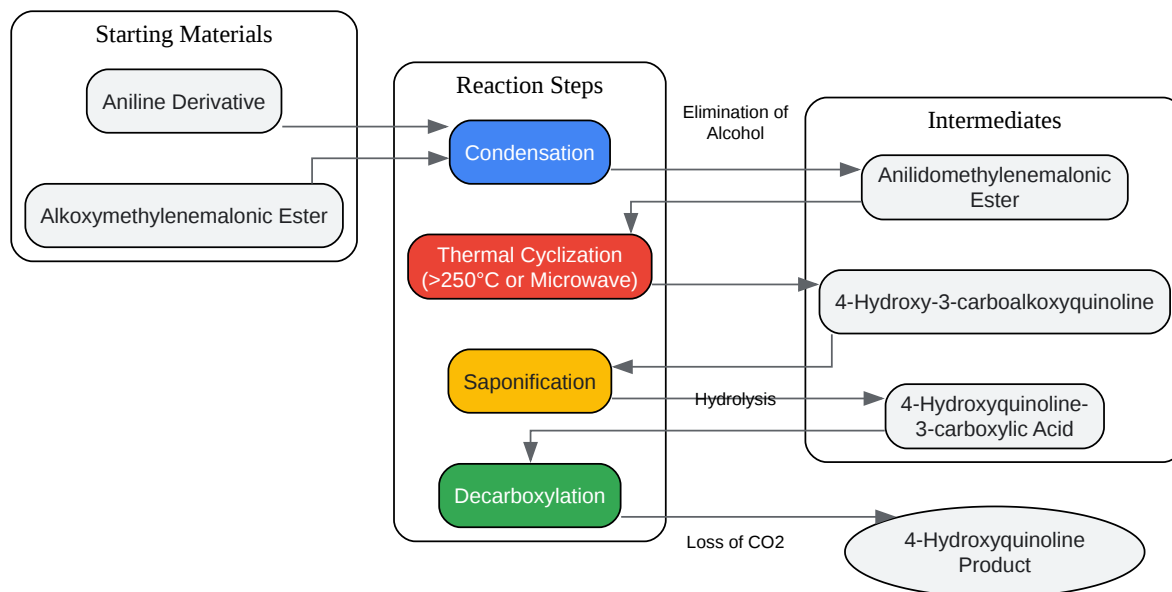 Starting Materials
Aniline Derivative
Alkoxymethylenemalonic Ester
Reaction Steps
Condensation
Thermal Cyclization
(>250°C or Microwave)
Saponification
Decarboxylation
Elimination of
Alcohol
Hydrolysis
Loss of CO2
Intermediates
Anilidomethylenemalonic
Ester
4-Hydroxy-3-carboalkoxyquinoline
4-Hydroxyquinoline-
3-carboxylic Acid
4-Hydroxyquinoline
Product